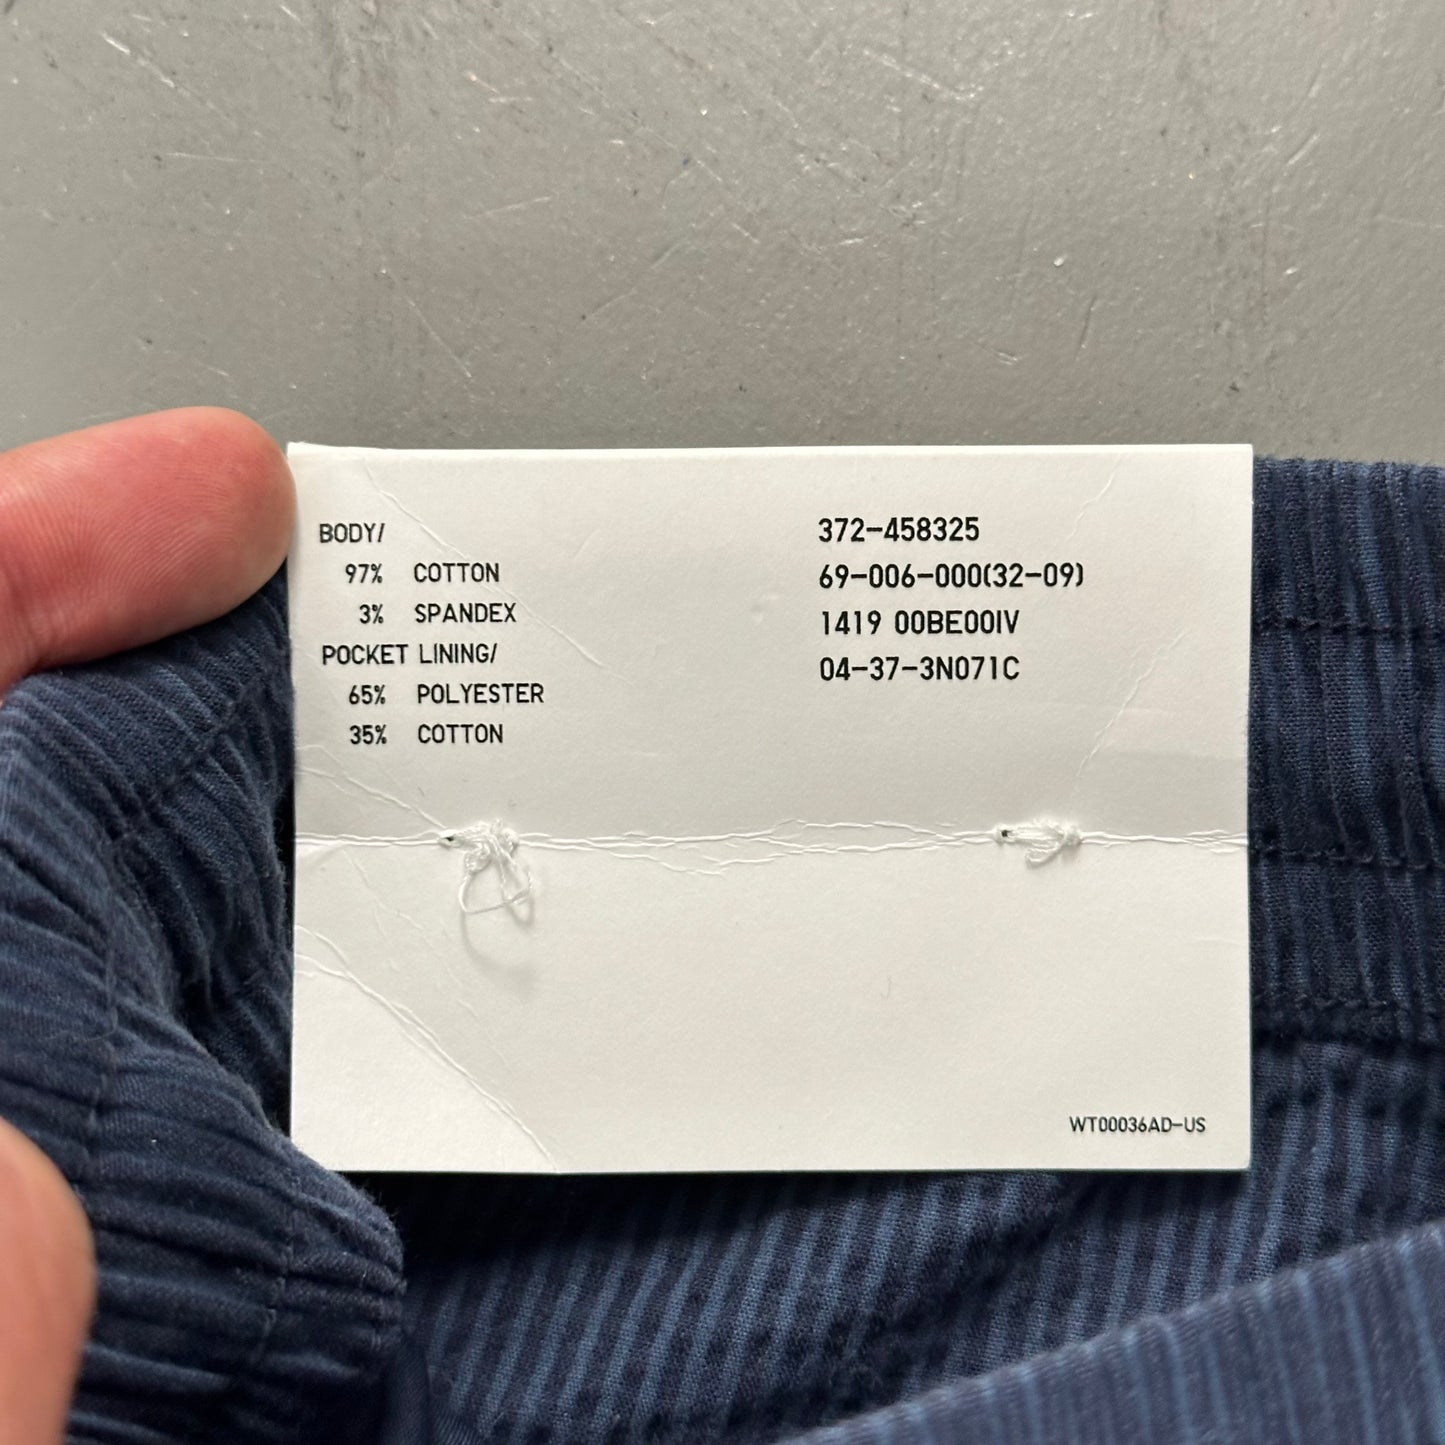 BODY/
97% COTTON
3% SPANDEX
POCKET LINING/
65% POLYESTER
35% COTTON
372-458325
69-006-000(32-09)
1419 00BE00IV
04-37-3N071C
WT00036AD-US